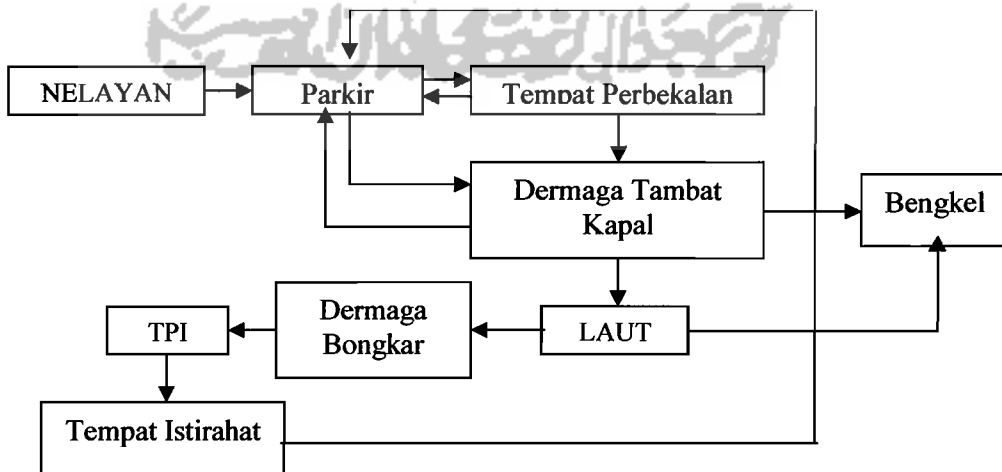 NELAYAN
Parkir
Tempat Perbekalan
Dermaga Tambat
Kapal
Bengkel
Dermaga
Bongkar
TPI
LAUT
Tempat Istirahat